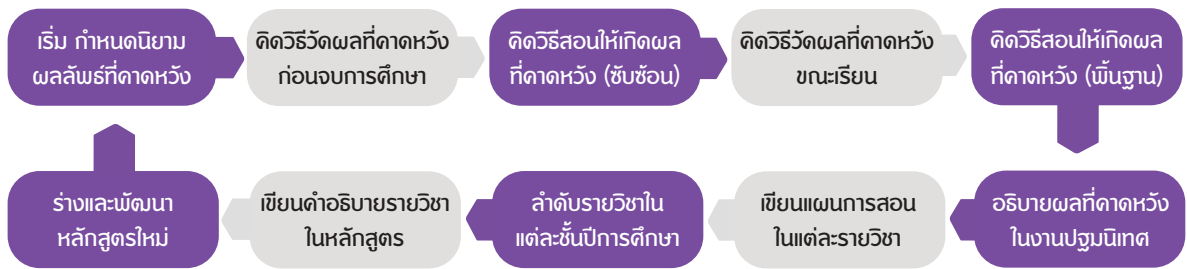 เริ่ม กำหนดนิยาม
ผลลัพธ์ที่คาดหวัง
คิดวิธีวัดผลที่คาดหวัง
ก่อนจบการศึกษา
คิดวิธีสอนให้เกิดผล
ที่คาดหวัง (ซับซ้อน)
คิดวิธีวัดผลที่คาดหวัง
ขณะเรียน
คิดวิธีสอนให้เกิดผล
ที่คาดหวัง (พื้นฐาน)
อธิบายผลที่คาดหวัง
ในงานปฐมนิเทศ
เขียนแผนการสอน
ในแต่ละรายวิชา
ลำดับรายวิชาใน
แต่ละชั้นปีการศึกษา
เขียนคำอธิบายรายวิชา
ในหลักสูตร
ร่างและพัฒนา
หลักสูตรใหม่